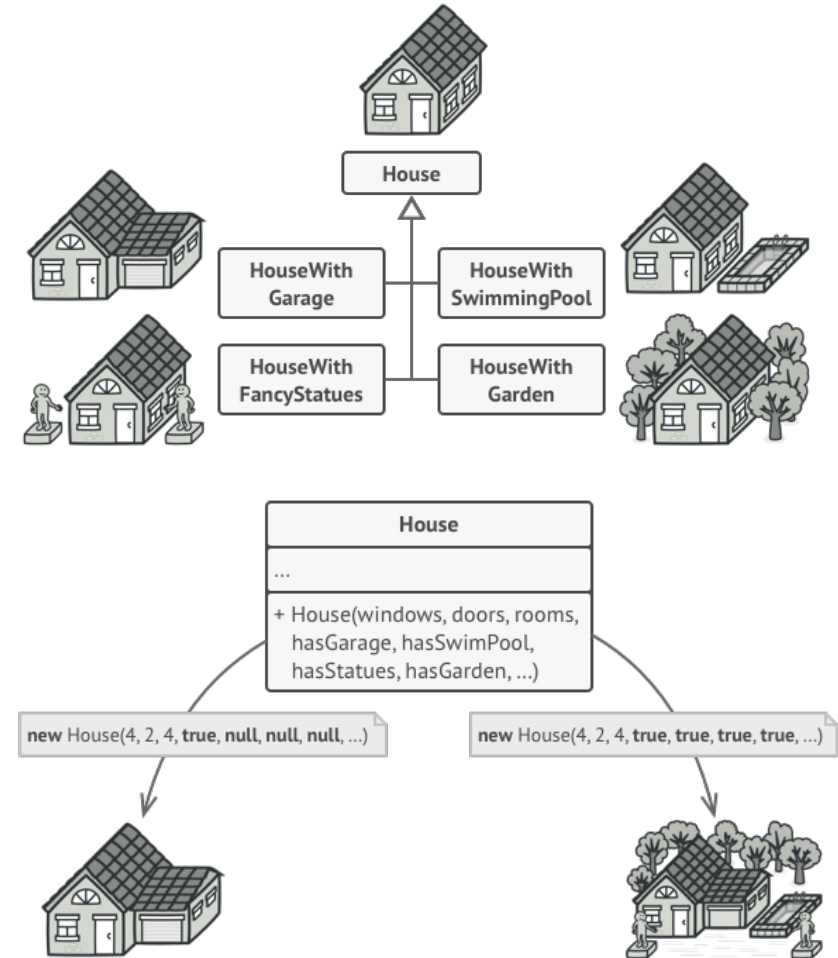 House
HouseWith
Garage
HouseWith
SwimmingPool
HouseWith
FancyStatues
HouseWith
Garden
House
...
+ House(windows, doors, rooms,
hasGarage, hasSwimPool,
hasStatues, hasGarden, ...)
new House(4, 2, 4, true, null, null, null, ...)
new House(4, 2, 4, true, true, true, true, ...)